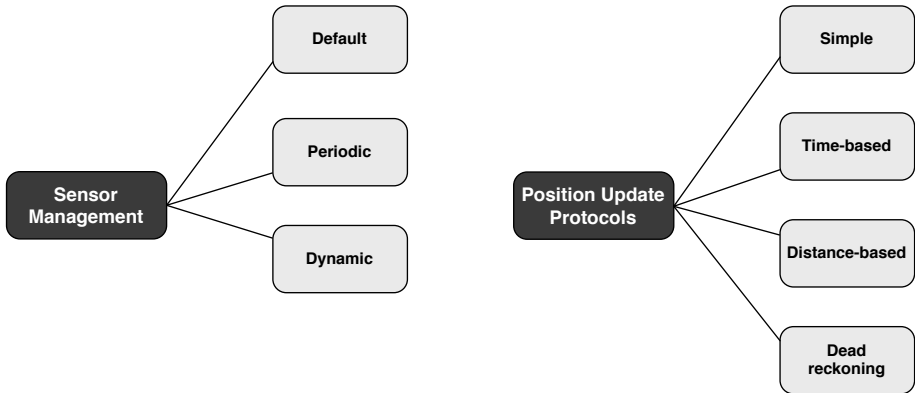 Sensor
Management
Default
Periodic
Dynamic
Position Update
Protocols
Simple
Time-based
Distance-based
Dead
reckoning